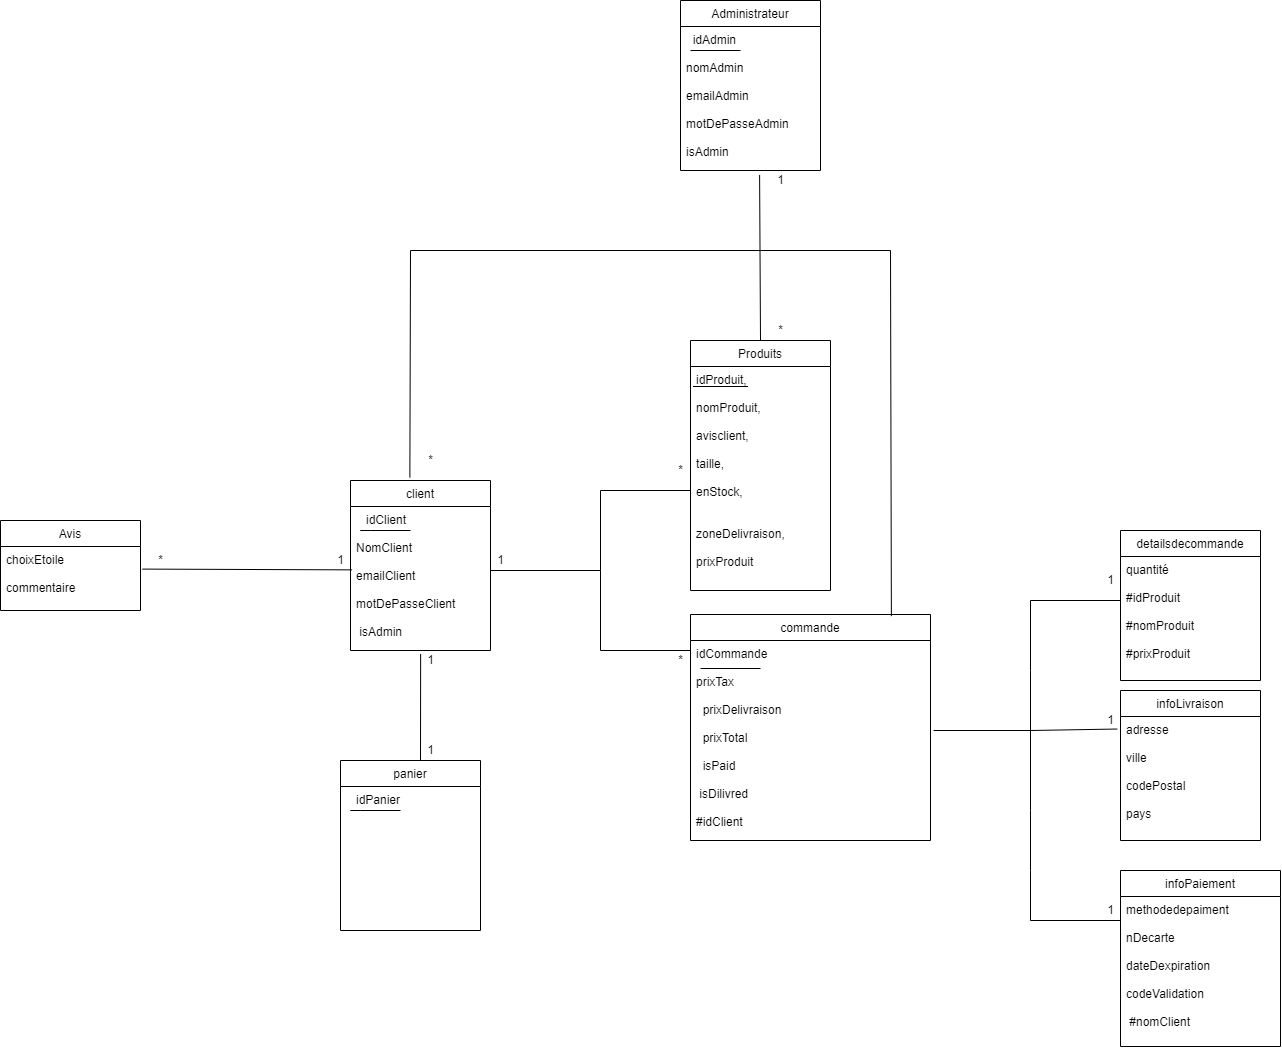 Administrateur
idAdmin
nomAdmin
emailAdmin
motDePasseAdmin
isAdmin
1
*
Produits
idProduit,
nomProduit,
avisclient,
taille,
enStock,
zoneDelivraison,
prixProduit
*
*
client
idClient
NomClient
emailClient
motDePasseClient
isAdmin
1
1
1
Avis
choixEtoile
commentaire
*
1
panier
idPanier
*
commande
idCommande
prixTax
prixDelivraison
prixTotal
isPaid
isDilivred
#idClient
detailsdecommande
quantité
#idProduit
#nomProduit
#prixProduit
1
infoLivraison
adresse
ville
codePostal
pays
1
infoPaiement
methodedepaiment
nDecarte
dateDexpiration
codeValidation
#nomClient
1